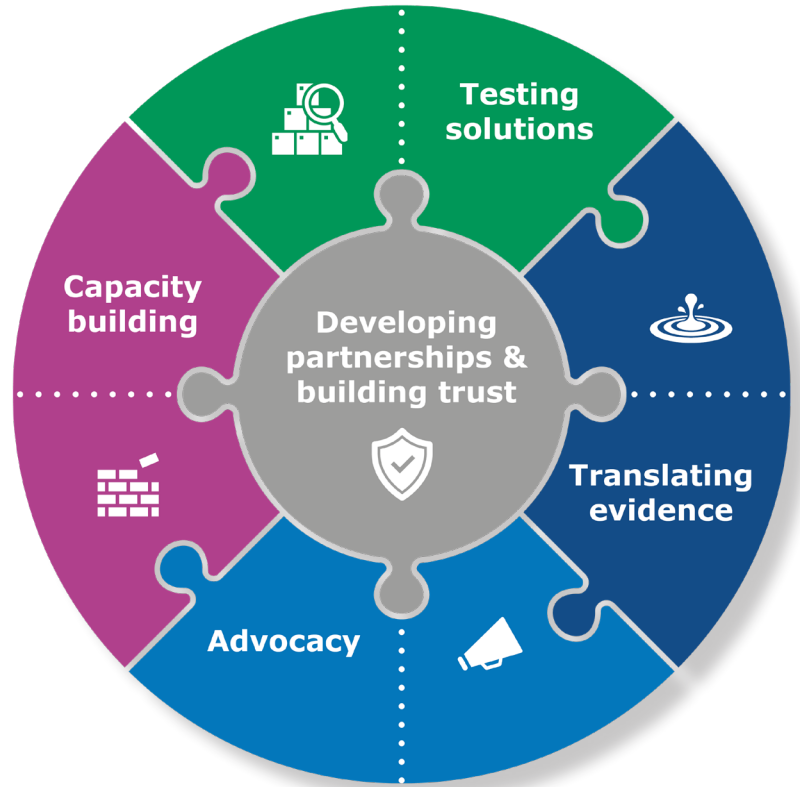 Testing
solutions
Capacity
building
Developing
partnerships &
building trust
Translating
evidence
Advocacy